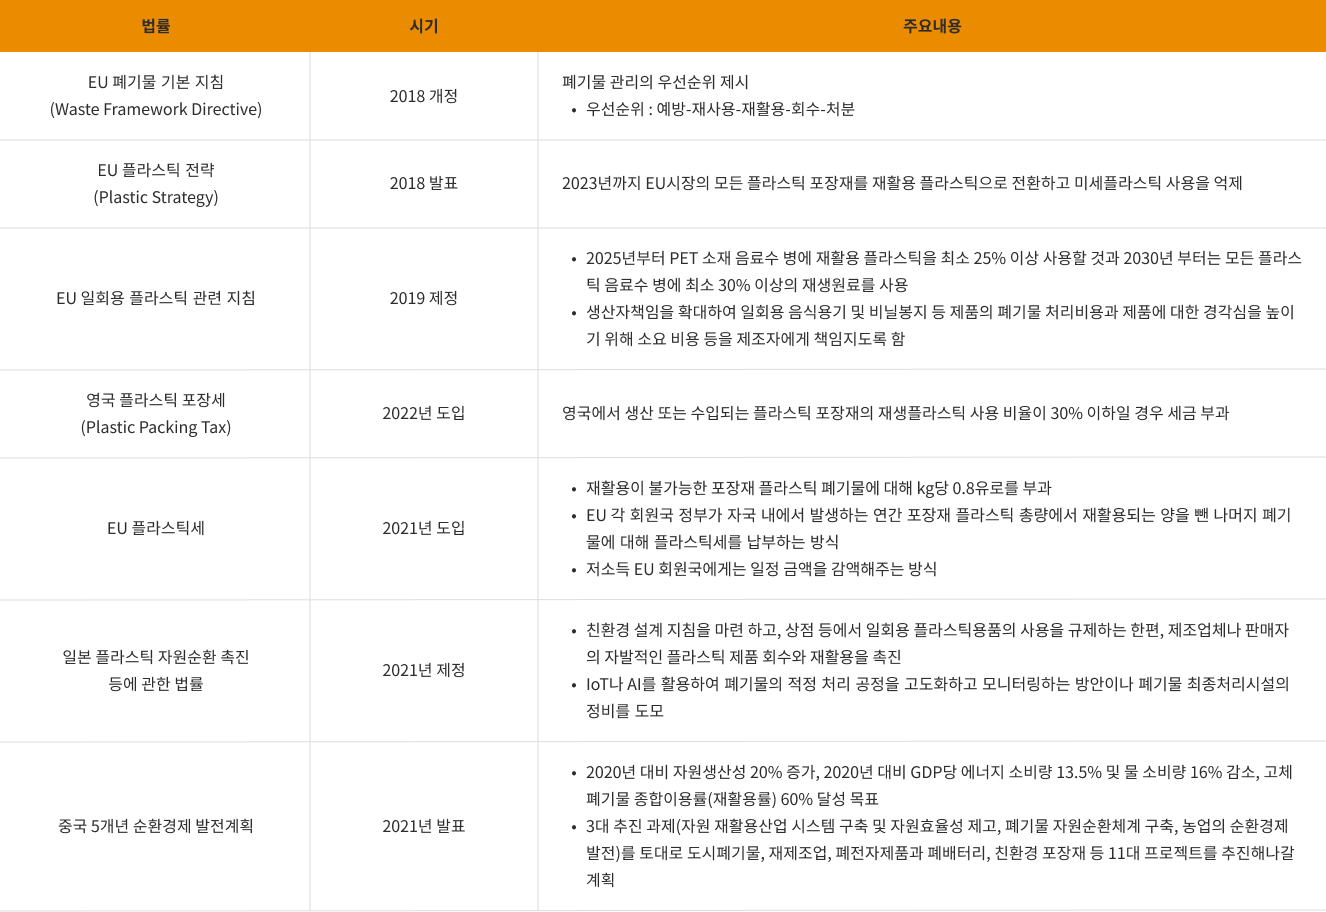 법률 시기 주요내용
EU 폐기물 기본 지침
(Waste Framework Directive)
2018 개정
폐기물 관리의 우선순위 제시
• 우선순위 : 예방-재사용-재활용-회수-처분
EU 플라스틱 전략
(Plastic Strategy)
2018 발표
2023년까지 EU시장의 모든 플라스틱 포장재를 재활용 플라스틱으로 전환하고 미세플라스틱 사용을 억제
EU 일회용 플라스틱 관련 지침
2019 제정
• 2025년부터 PET 소재 음료수 병에 재활용 플라스틱을 최소 25% 이상 사용할 것과 2030년 부터는 모든 플라스
틱 음료수 병에 최소 30% 이상의 재생원료를 사용
• 생산자책임을 확대하여 일회용 음식용기 및 비닐봉지 등 제품의 폐기물 처리비용과 제품에 대한 경각심을 높이
기 위해 소요 비용 등을 제조자에게 책임지도록 함
영국 플라스틱 포장세
(Plastic Packing Tax)
2022년 도입
영국에서 생산 또는 수입되는 플라스틱 포장재의 재생플라스틱 사용 비율이 30% 이하일 경우 세금 부과
EU 플라스틱세
2021년 도입
• 재활용이 불가능한 포장재 플라스틱 폐기물에 대해 kg당 0.8유로를 부과
• EU 각 회원국 정부가 자국 내에서 발생하는 연간 포장재 플라스틱 총량에서 재활용되는 양을 뺀 나머지 폐기
물에 대해 플라스틱세를 납부하는 방식
• 저소득 EU 회원국에게는 일정 금액을 감액해주는 방식
일본 플라스틱 자원순환 촉진
등에 관한 법률
2021년 제정
• 친환경 설계 지침을 마련 하고, 상점 등에서 일회용 플라스틱용품의 사용을 규제하는 한편, 제조업체나 판매자
의 자발적인 플라스틱 제품 회수와 재활용을 촉진
• IoT나 AI를 활용하여 폐기물의 적정 처리 공정을 고도화하고 모니터링하는 방안이나 폐기물 최종처리시설의
정비를 도모
중국 5개년 순환경제 발전계획
2021년 발표
• 2020년 대비 자원생산성 20% 증가, 2020년 대비 GDP당 에너지 소비량 13.5% 및 물 소비량 16% 감소, 고체
폐기물 종합이용률(재활용률) 60% 달성 목표
• 3대 추진 과제(자원 재활용산업 시스템 구축 및 자원효율성 제고, 폐기물 자원순환체계 구축, 농업의 순환경제
발전)를 토대로 도시폐기물, 재제조업, 폐전자제품과 폐배터리, 친환경 포장재 등 11대 프로젝트를 추진해나갈
계획